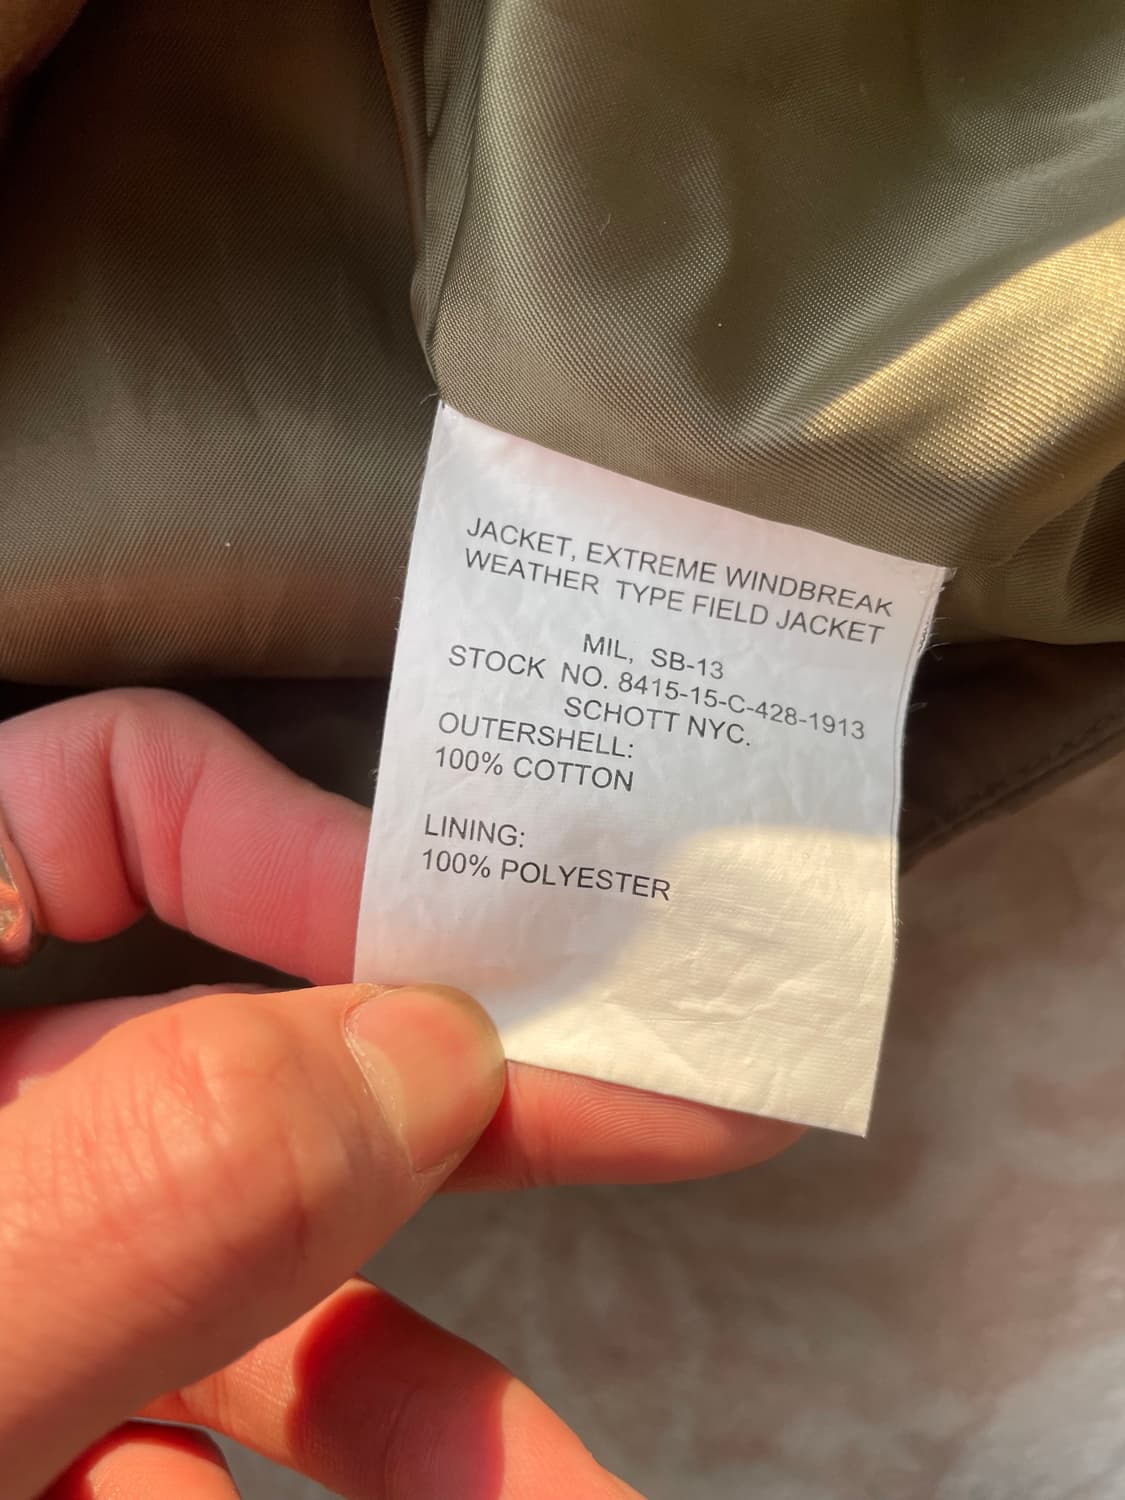 JACKET, EXTREME WINDBREAK
WEATHER TYPE FIELD JACKET
MIL, SB-13
STOCK NO. 8415-15-C-428-1913
SCHOTT NYC.
OUTERSHELL:
100% COTTON
LINING:
100% POLYESTER